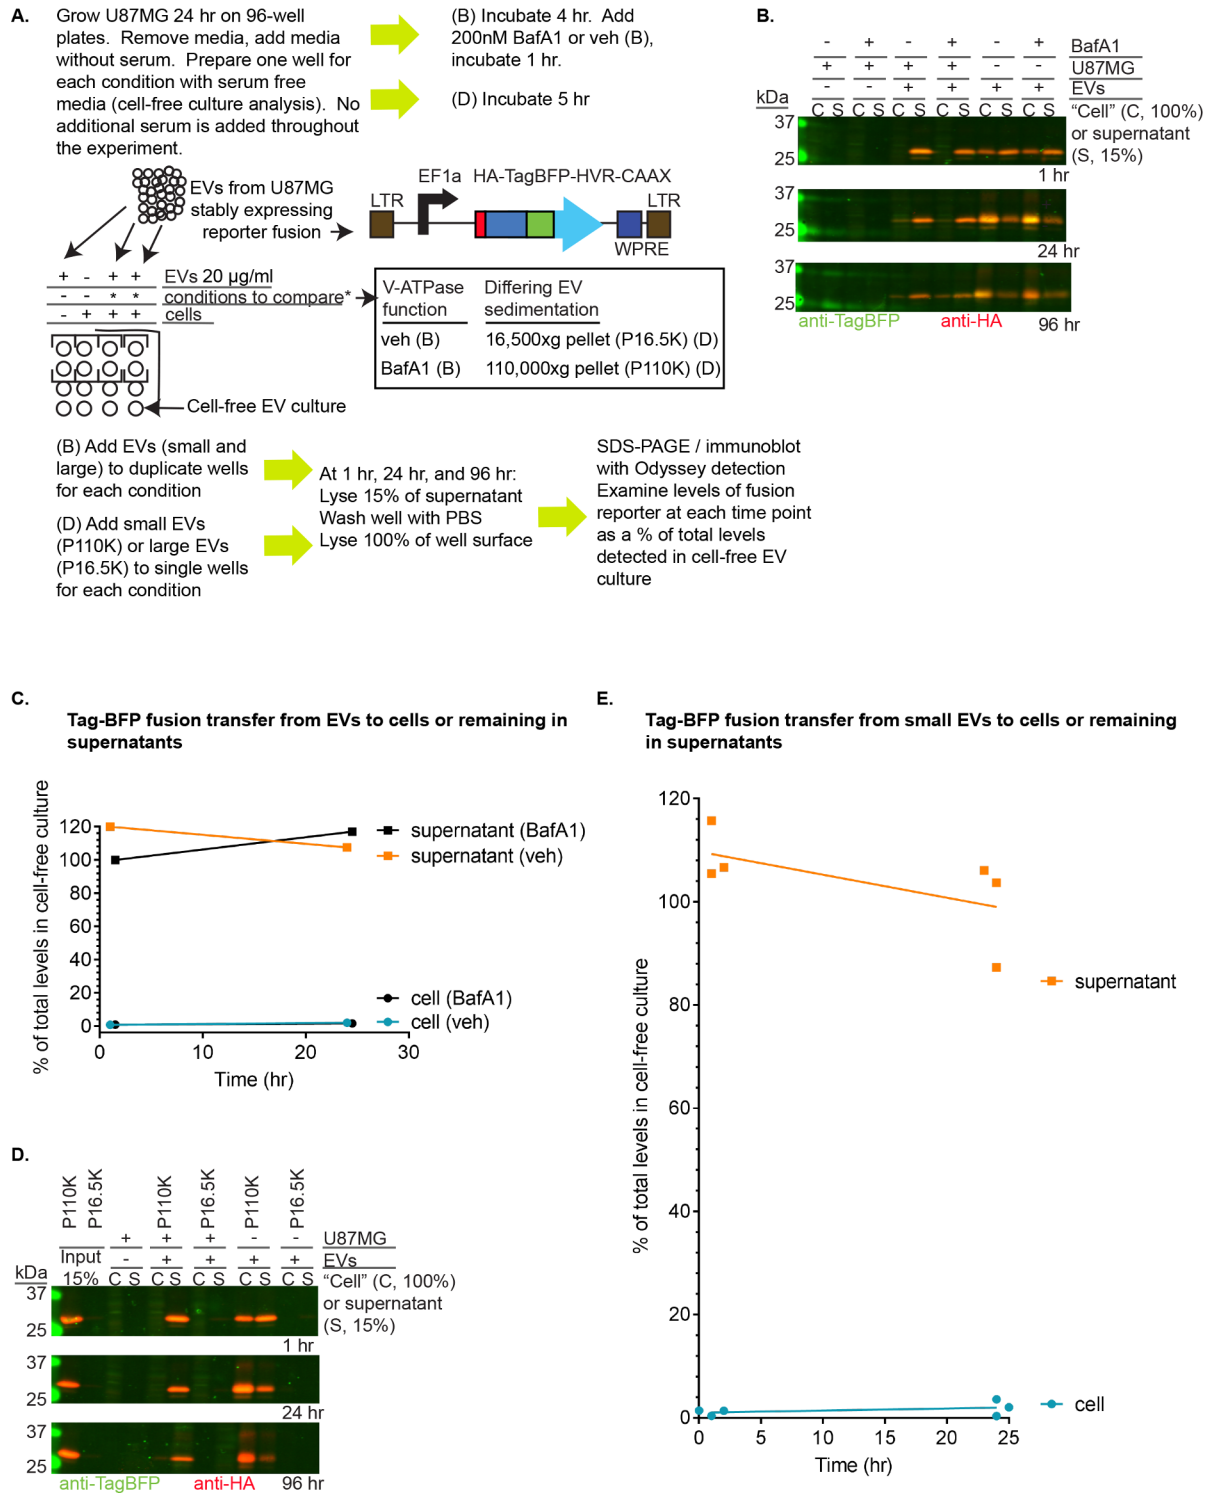 A.
Grow U87MG 24 hr on 96-well
plates.  Remove media, add media
without serum.  Prepare one well for
each condition with serum free
media (cell-free culture analysis).  No
additional serum is added throughout
the experiment.
(B) Incubate 4 hr.  Add
200nM BafA1 or veh (B),
incubate 1 hr.
(D) Incubate 5 hr
EVs from U87MG
stably expressing
reporter fusion
EF1a HA-TagBFP-HVR-CAAX
LTR LTR
WPRE
+ - + + EVs 20 µg/ml
- - * * conditions to compare*
- + + + cells
Cell-free EV culture
V-ATPase Differing EV
function sedimentation
veh (B) 16,500xg pellet (P16.5K) (D)
BafA1 (B) 110,000xg pellet (P110K) (D)
(B) Add EVs (small and
large) to duplicate wells
for each condition
(D) Add small EVs
(P110K) or large EVs
(P16.5K) to single wells
for each condition
At 1 hr, 24 hr, and 96 hr:
Lyse 15% of supernatant
Wash well with PBS
Lyse 100% of well surface
SDS-PAGE / immunoblot
with Odyssey detection
Examine levels of fusion
reporter at each time point
as a % of total levels
detected in cell-free EV
culture
B.
- + - + - + BafA1
+ + + + - - U87MG
- - + + + + EVs
kDa C S C S C S C S C S C S "Cell" (C, 100%)
or supernatant
(S, 15%)
37
25
1 hr
37
25
24 hr
37
25
anti-TagBFP anti-HA 96 hr
C.
Tag-BFP fusion transfer from EVs to cells or remaining in
supernatants
% of total levels in cell-free culture
120
100
80
60
40
20
0
0 10 20 30
Time (hr)
supernatant (BafA1)
supernatant (veh)
cell (BafA1)
cell (veh)
D.
P110K P16.5K P110K P16.5K P110K P16.5K
+ + + - - U87MG
Input - + + + + EVs
kDa 15% C S C S C S C S C S "Cell" (C, 100%)
or supernatant
(S, 15%)
37
25
1 hr
37
25
24 hr
37
25
anti-TagBFP anti-HA 96 hr
E.
Tag-BFP fusion transfer from small EVs to cells or remaining
in supernatants
% of total levels in cell-free culture
120
100
80
60
40
20
0
0 5 10 15 20 25
Time (hr)
supernatant
cell